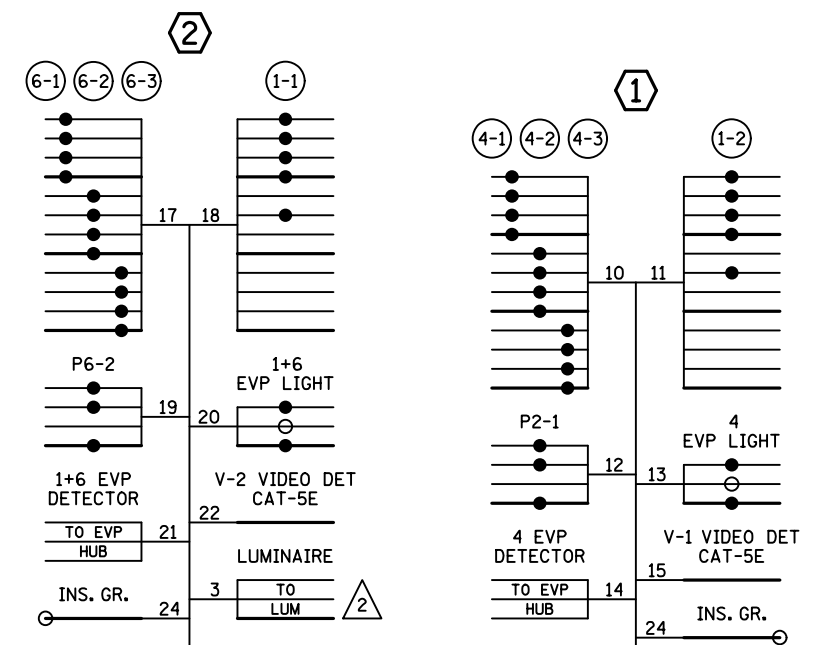 2
6-1 6-2 6-3 1-1
17 18
P6-2
1+6
EVP LIGHT
19 20
1+6 EVP
DETECTOR
V-2 VIDEO DET
CAT-5E
22
TO EVP
HUB
21
LUMINAIRE
3
TO
LUM
2
INS. GR.
24
1
4-1 4-2 4-3 1-2
10 11
P2-1
4
EVP LIGHT
12 13
4 EVP
DETECTOR
V-1 VIDEO DET
CAT-5E
15
TO EVP
HUB
14
INS. GR.
24